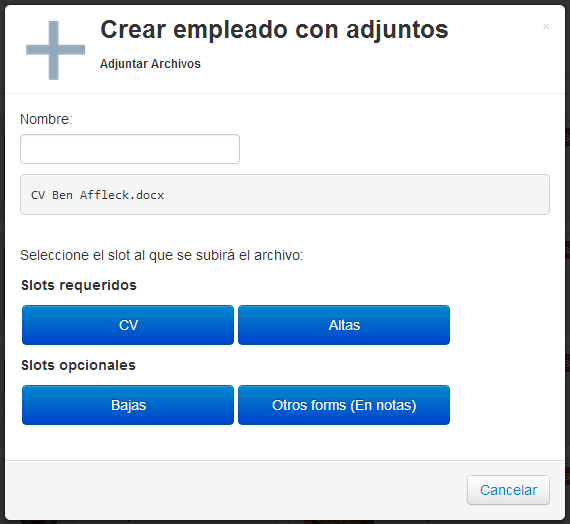 Crear empleado con adjuntos
×
Adjuntar Archivos
Nombre:
CV Ben Affleck.docx
Seleccione el slot al que se subirá el archivo:
Slots requeridos
CV Altas
Slots opcionales
Bajas Otros forms (En notas)
Cancelar